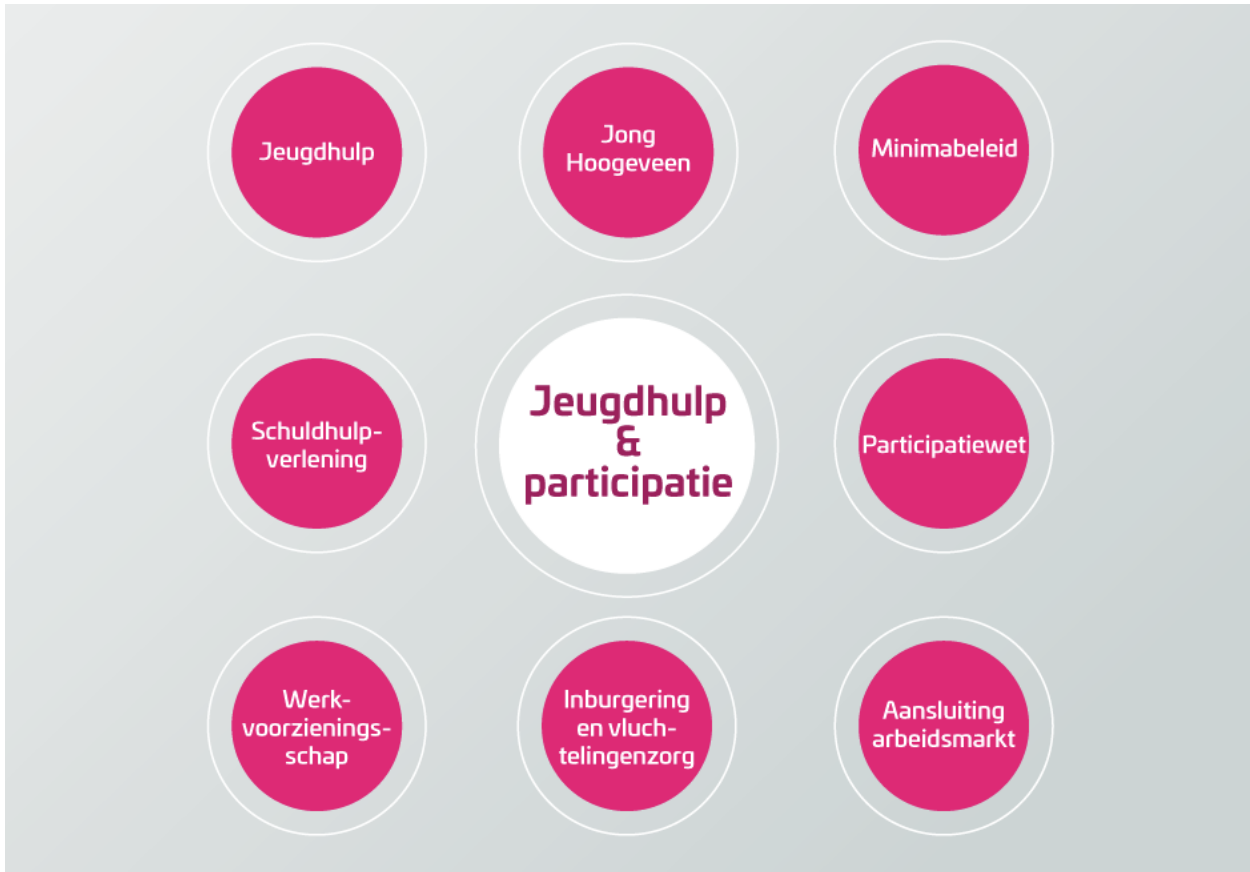 Jeugdhulp
Jong
Hoogeveen
Minimabeleid
Schuldhulp-
verlening
Jeugdhulp
&
participatie
Participatiewet
Werk-
voorzienings-
schap
Inburgering
en vluch-
telingenzorg
Aansluiting
arbeidsmarkt